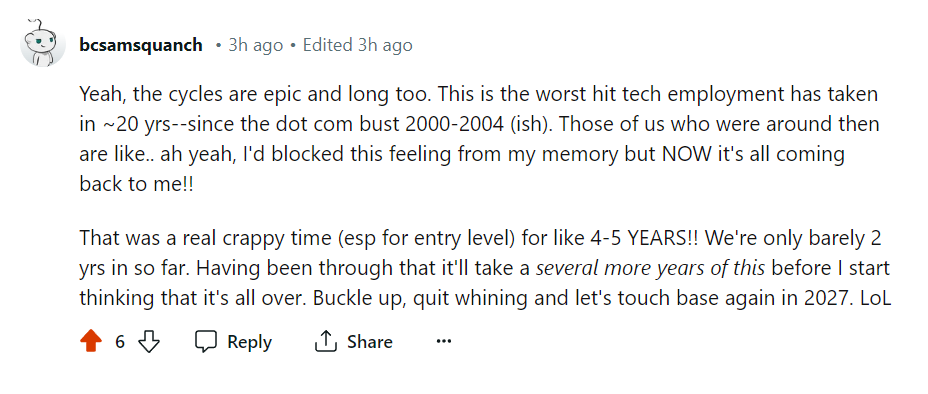 bcsamsquanch • 3h ago • Edited 3h ago
Yeah, the cycles are epic and long too. This is the worst hit tech employment has taken
in ~20 yrs--since the dot com bust 2000-2004 (ish). Those of us who were around then
are like.. ah yeah, I'd blocked this feeling from my memory but NOW it's all coming
back to me!!
That was a real crappy time (esp for entry level) for like 4-5 YEARS!! We're only barely 2
yrs in so far. Having been through that it'll take a several more years of this before I start
thinking that it's all over. Buckle up, quit whining and let's touch base again in 2027. LoL
6 Reply Share ...